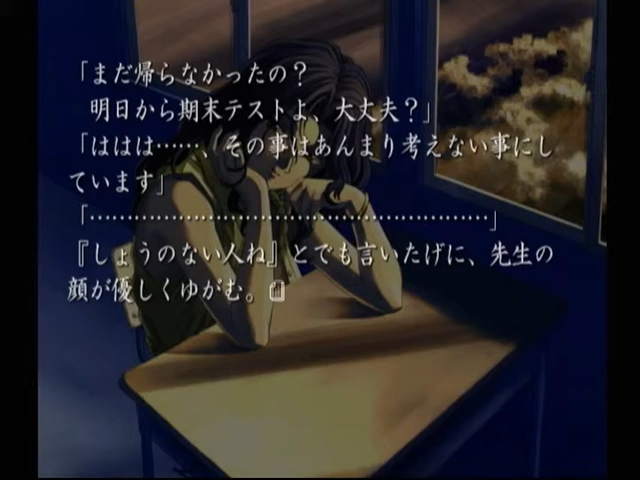 「まだ帰らなかったの？
　明日から期末テストよ、大丈夫？」
「ははは……、その事はあんまり考えない事にし
ています」
「………………………………………………」
『しょうのない人ね』とでも言いたげに、先生の
顔が優しくゆがむ。